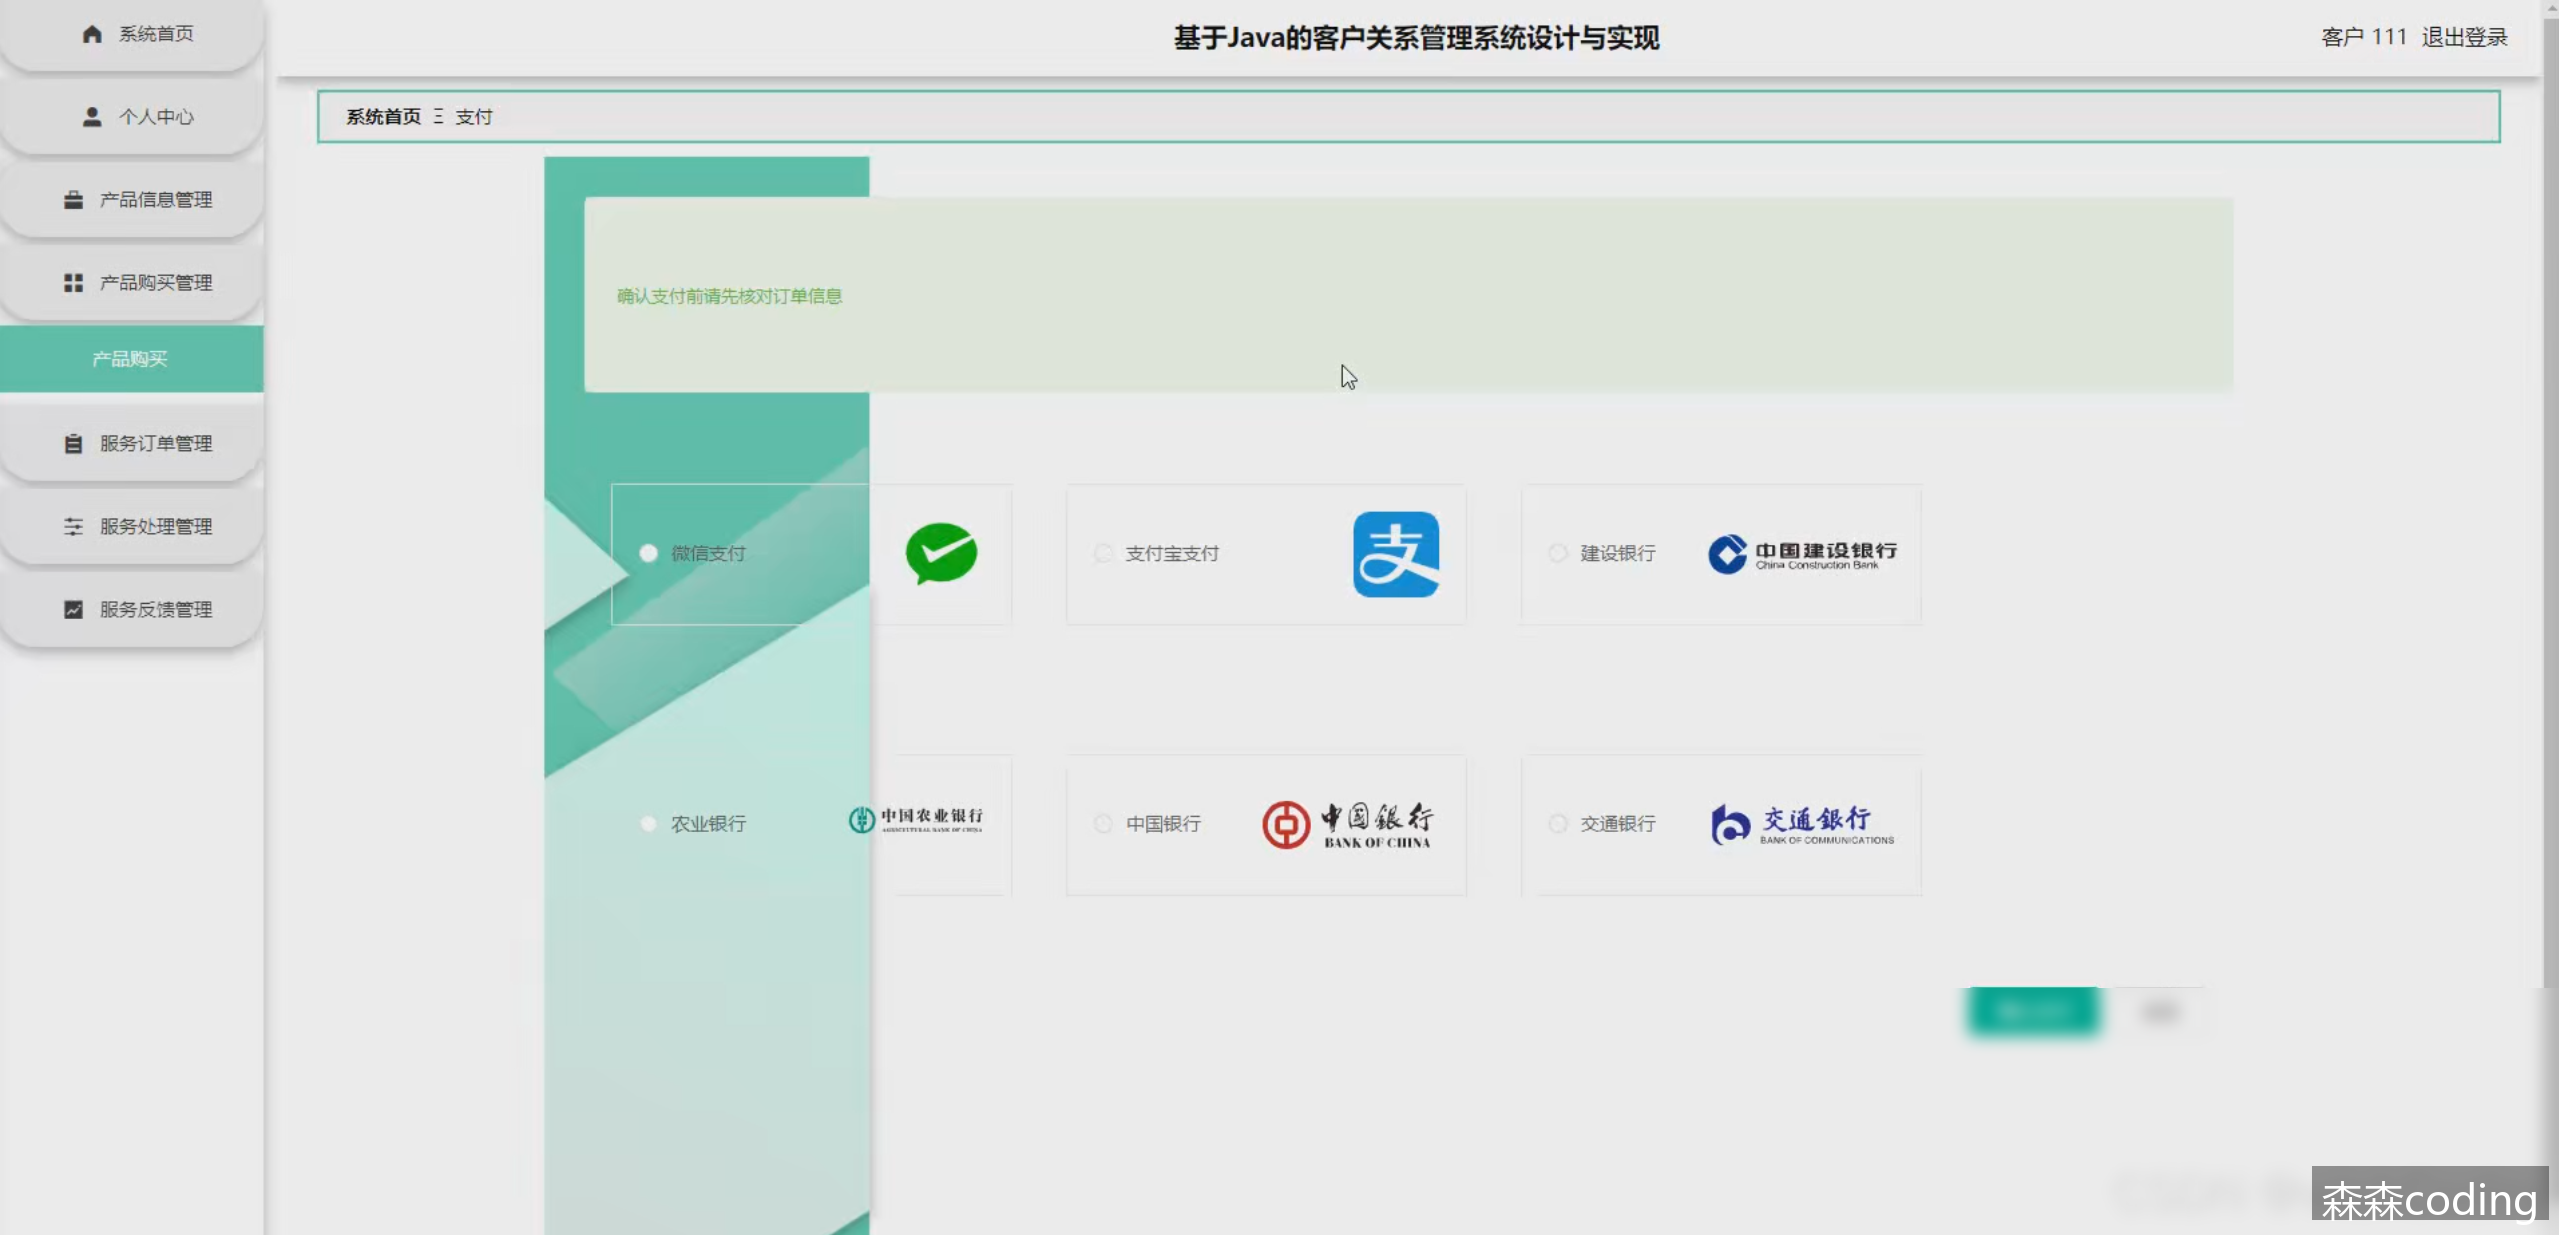 系统首页
个人中心
产品信息管理
产品购买管理
产品购买
服务订单管理
服务处理管理
服务反馈管理
基于Java的客户关系管理系统设计与实现
客户 111 退出登录
系统首页 Ξ 支付
确认支付前请先核对订单信息
微信支付
支付宝支付
支
建设银行
中国建设银行
China Construction Bank
农业银行
中国农业银行
AGRICULTURAL BANK OF CHINA
中国银行
中国銀行
BANK OF CHINA
交通银行
交通銀行
BANK OF COMMUNICATIONS
森森coding